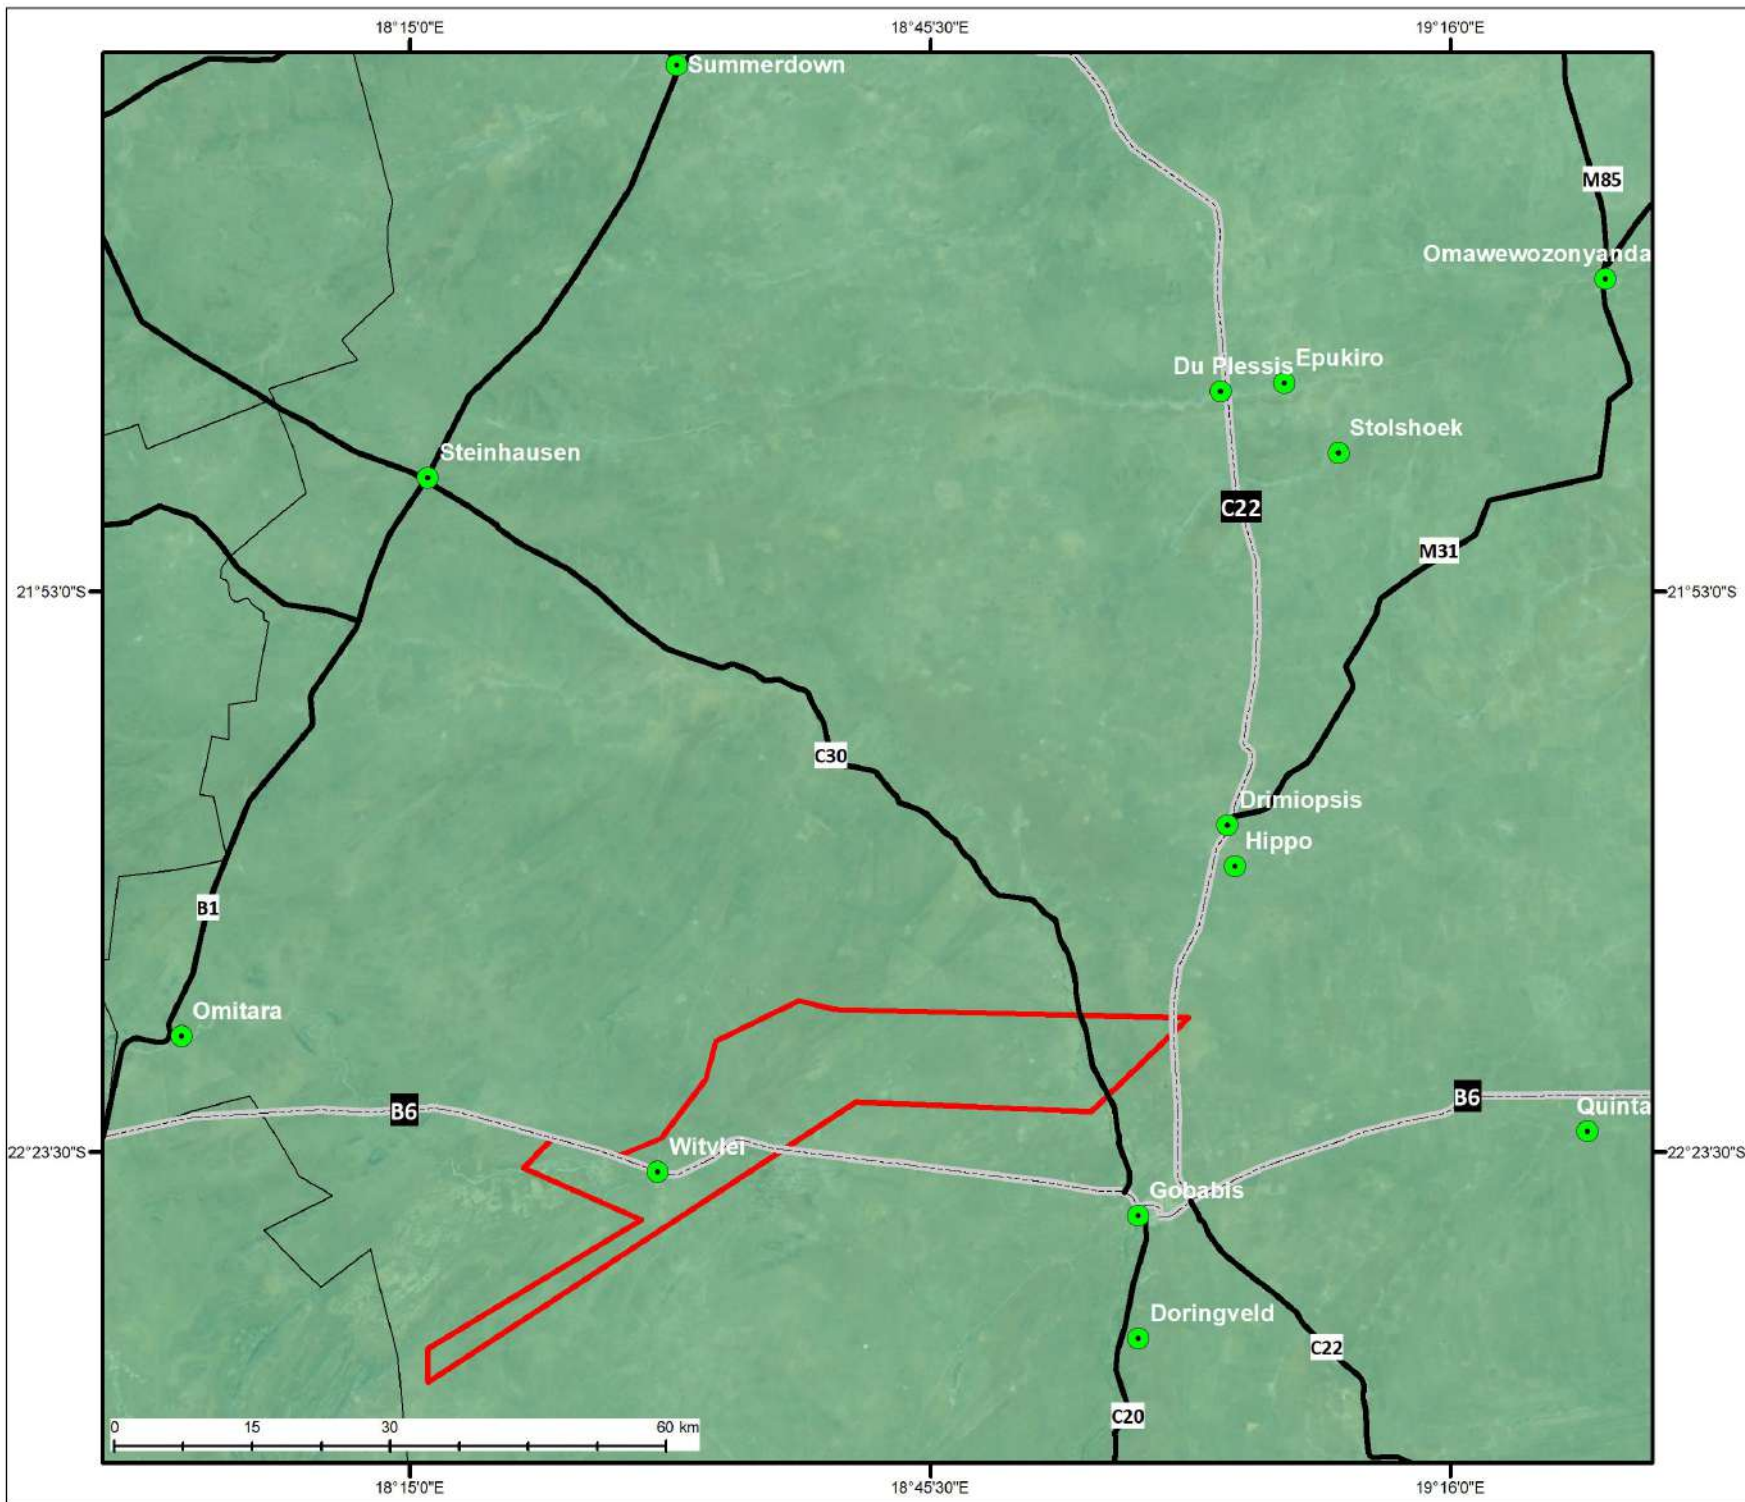 18°15'0"E
18°45'30"E
19°16'0"E
Summerdown
M85
Omawewozonyanda
Du Plessis
Epukiro
Stolshoek
Steinhausen
C22
M31
21°53'0"S
21°53'0"S
C30
Drimiopsis
Hippo
B1
Omitara
B6
B6
Quinta
22°23'30"S
Witvlei
22°23'30"S
Gobabis
Doringveld
C22
C20
0 15 30 60 km
18°15'0"E
18°45'30"E
19°16'0"E